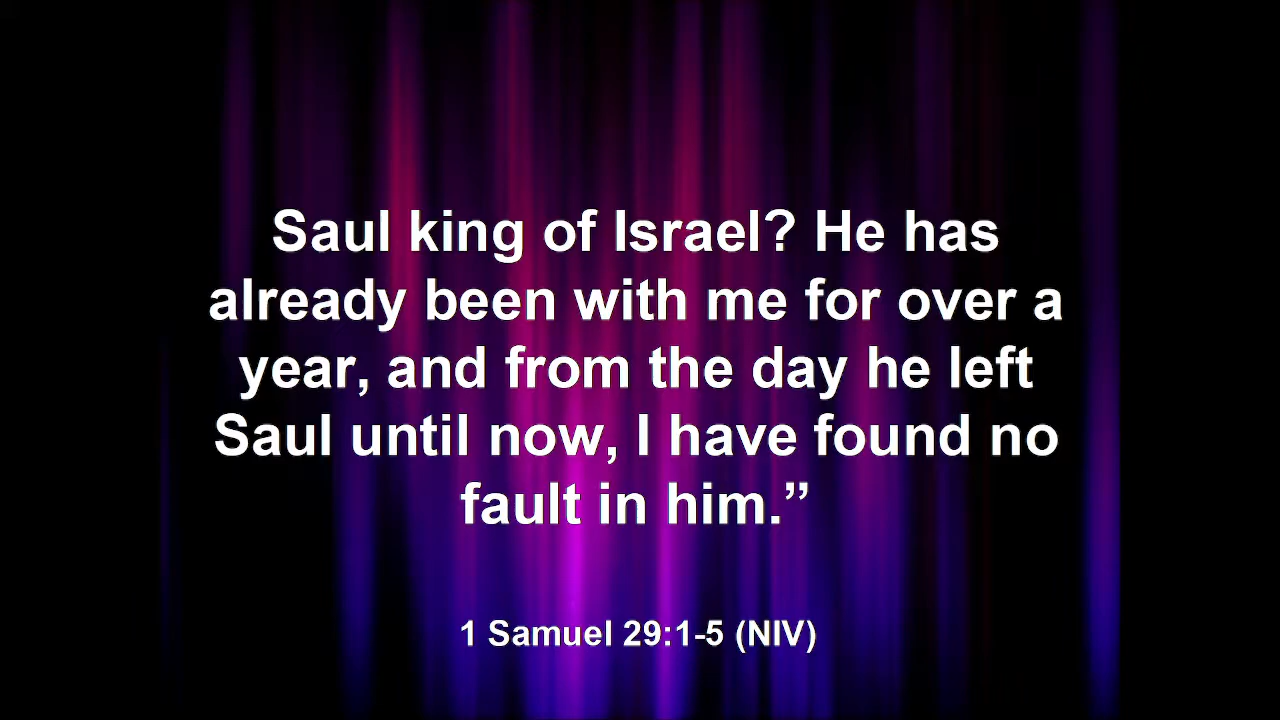 Saul king of Israel? He has
already been with me for over a
year, and from the day he left
Saul until now, I have found no
fault in him.”
1 Samuel 29:1-5 (NIV)